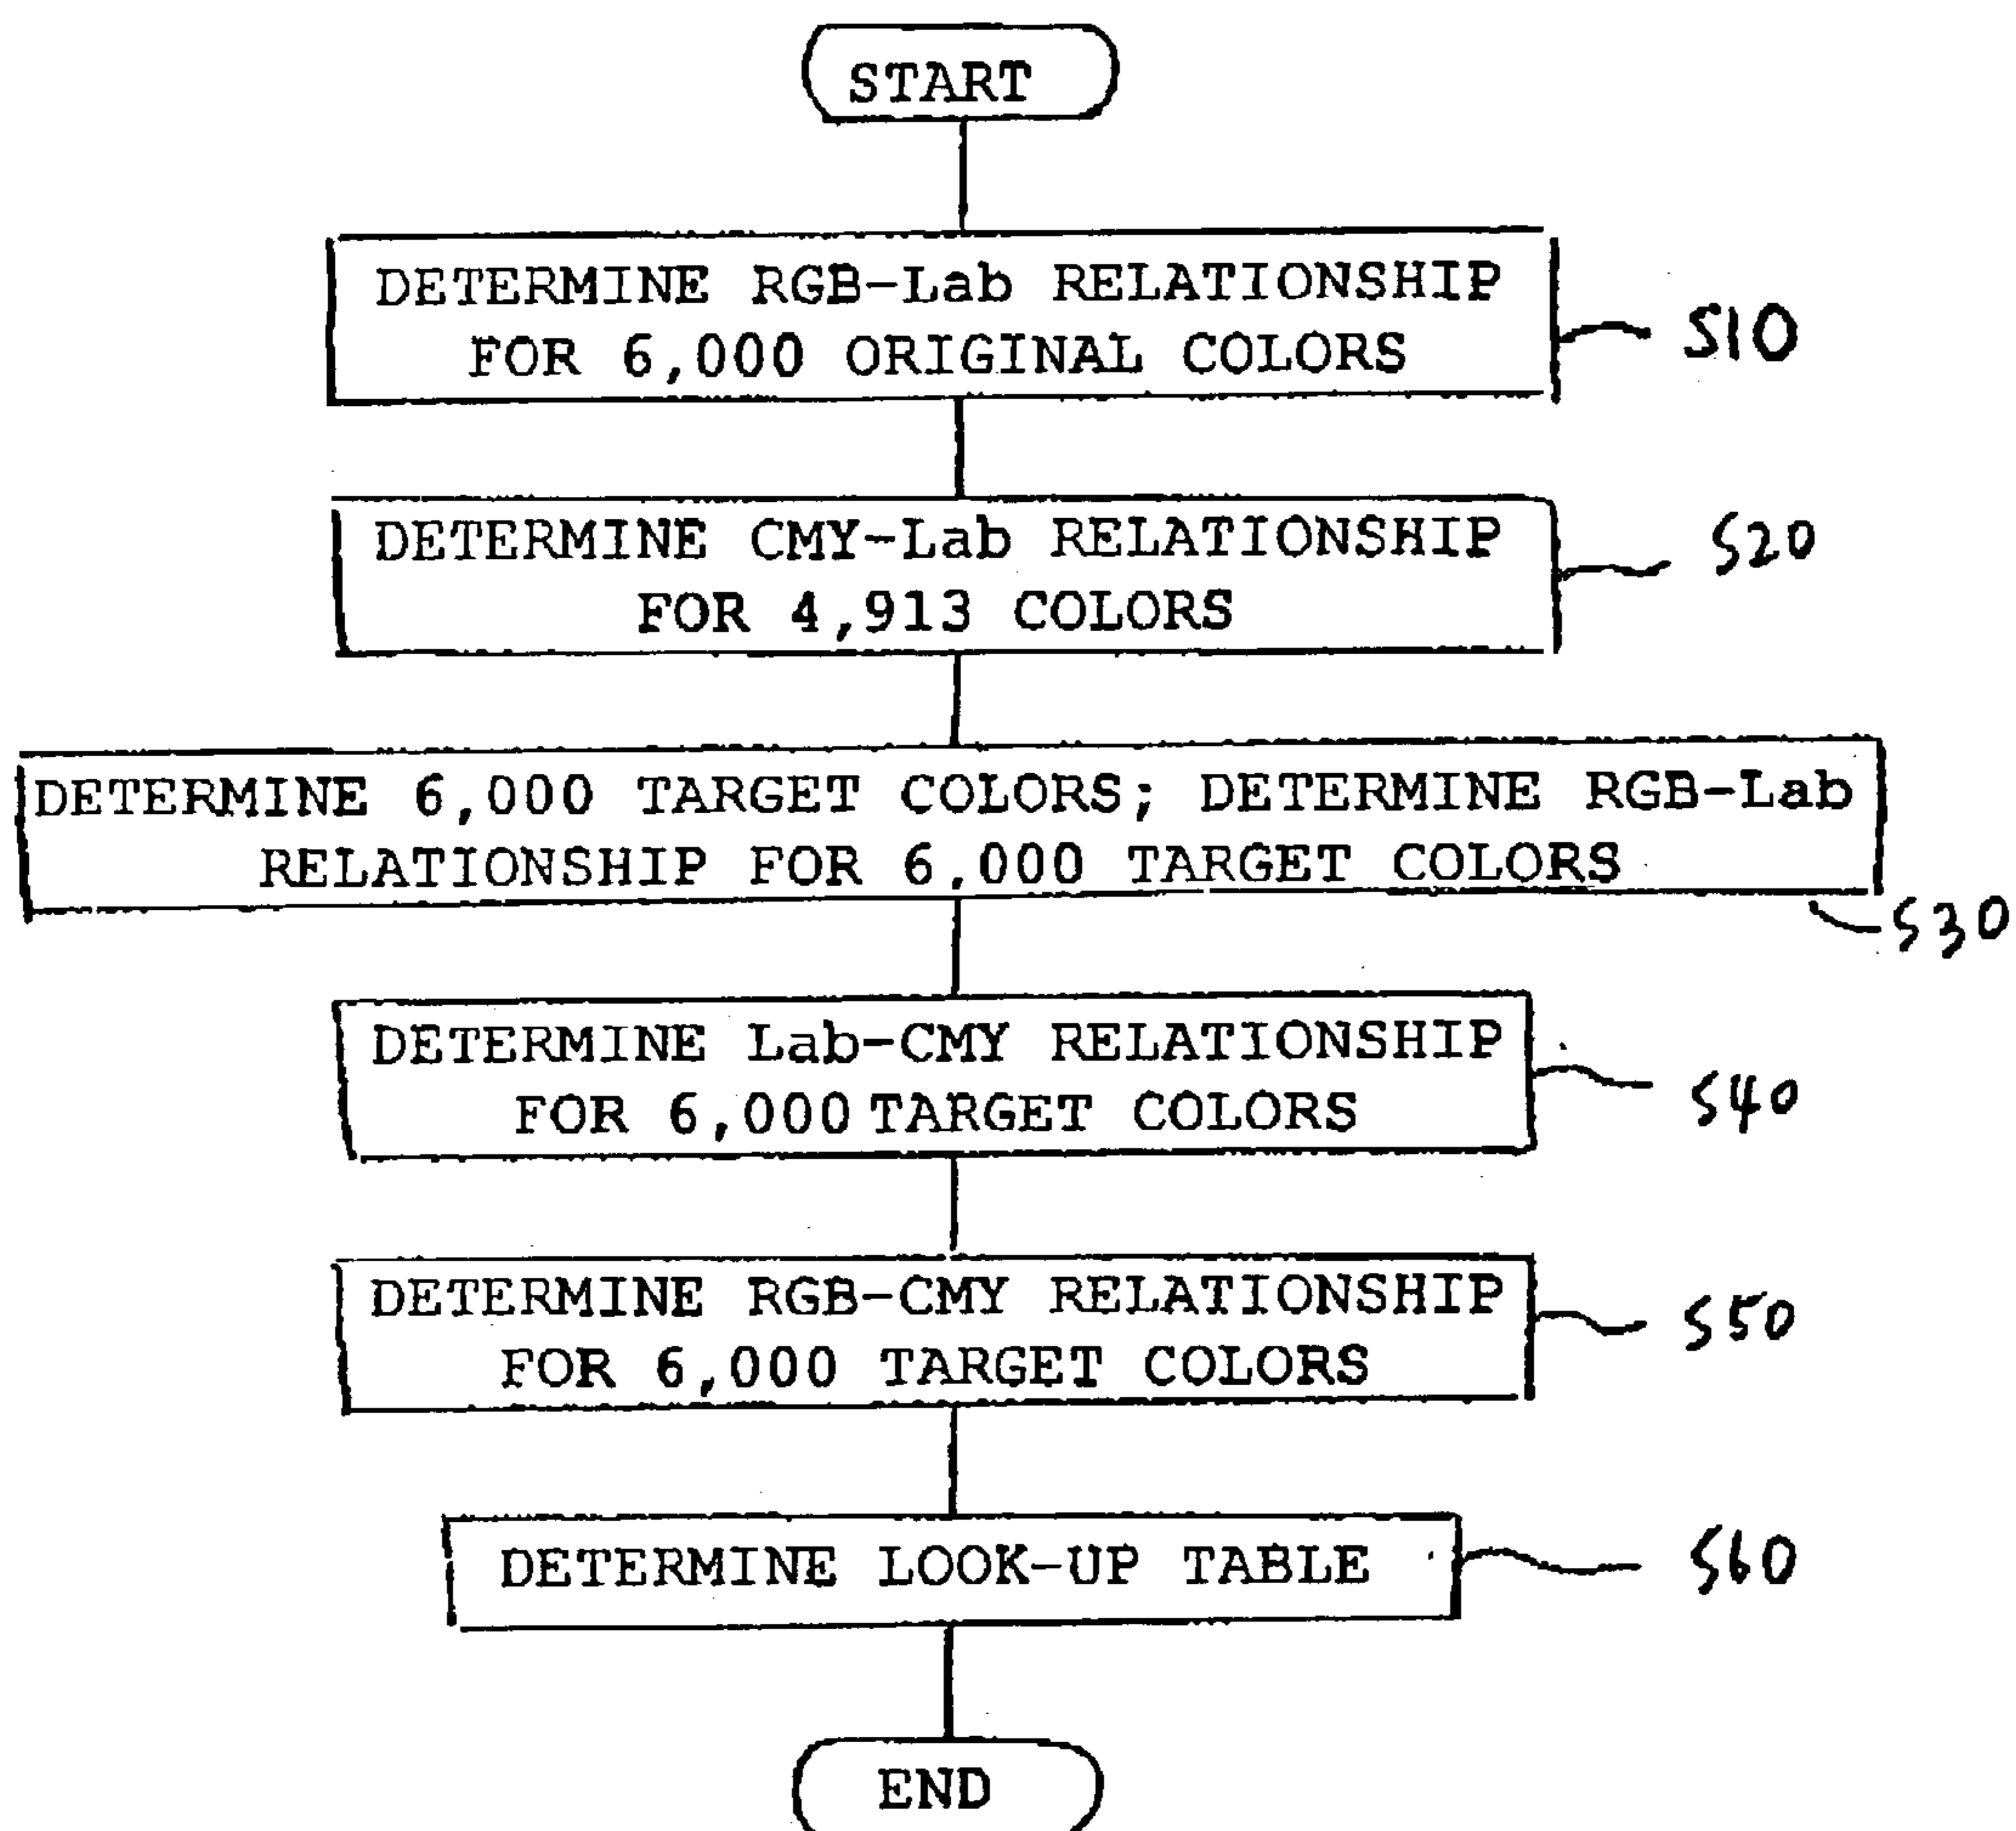 START
DETERMINE RGB-Lab RELATIONSHIP
FOR 6,000 ORIGINAL COLORS
S10
DETERMINE CMY-Lab RELATIONSHIP
FOR 4,913 COLORS
S20
DETERMINE 6,000 TARGET COLORS; DETERMINE RGB-Lab
RELATIONSHIP FOR 6,000 TARGET COLORS
S30
DETERMINE Lab-CMY RELATIONSHIP
FOR 6,000 TARGET COLORS
S40
DETERMINE RGB-CMY RELATIONSHIP
FOR 6,000 TARGET COLORS
S50
DETERMINE LOOK-UP TABLE
S60
END